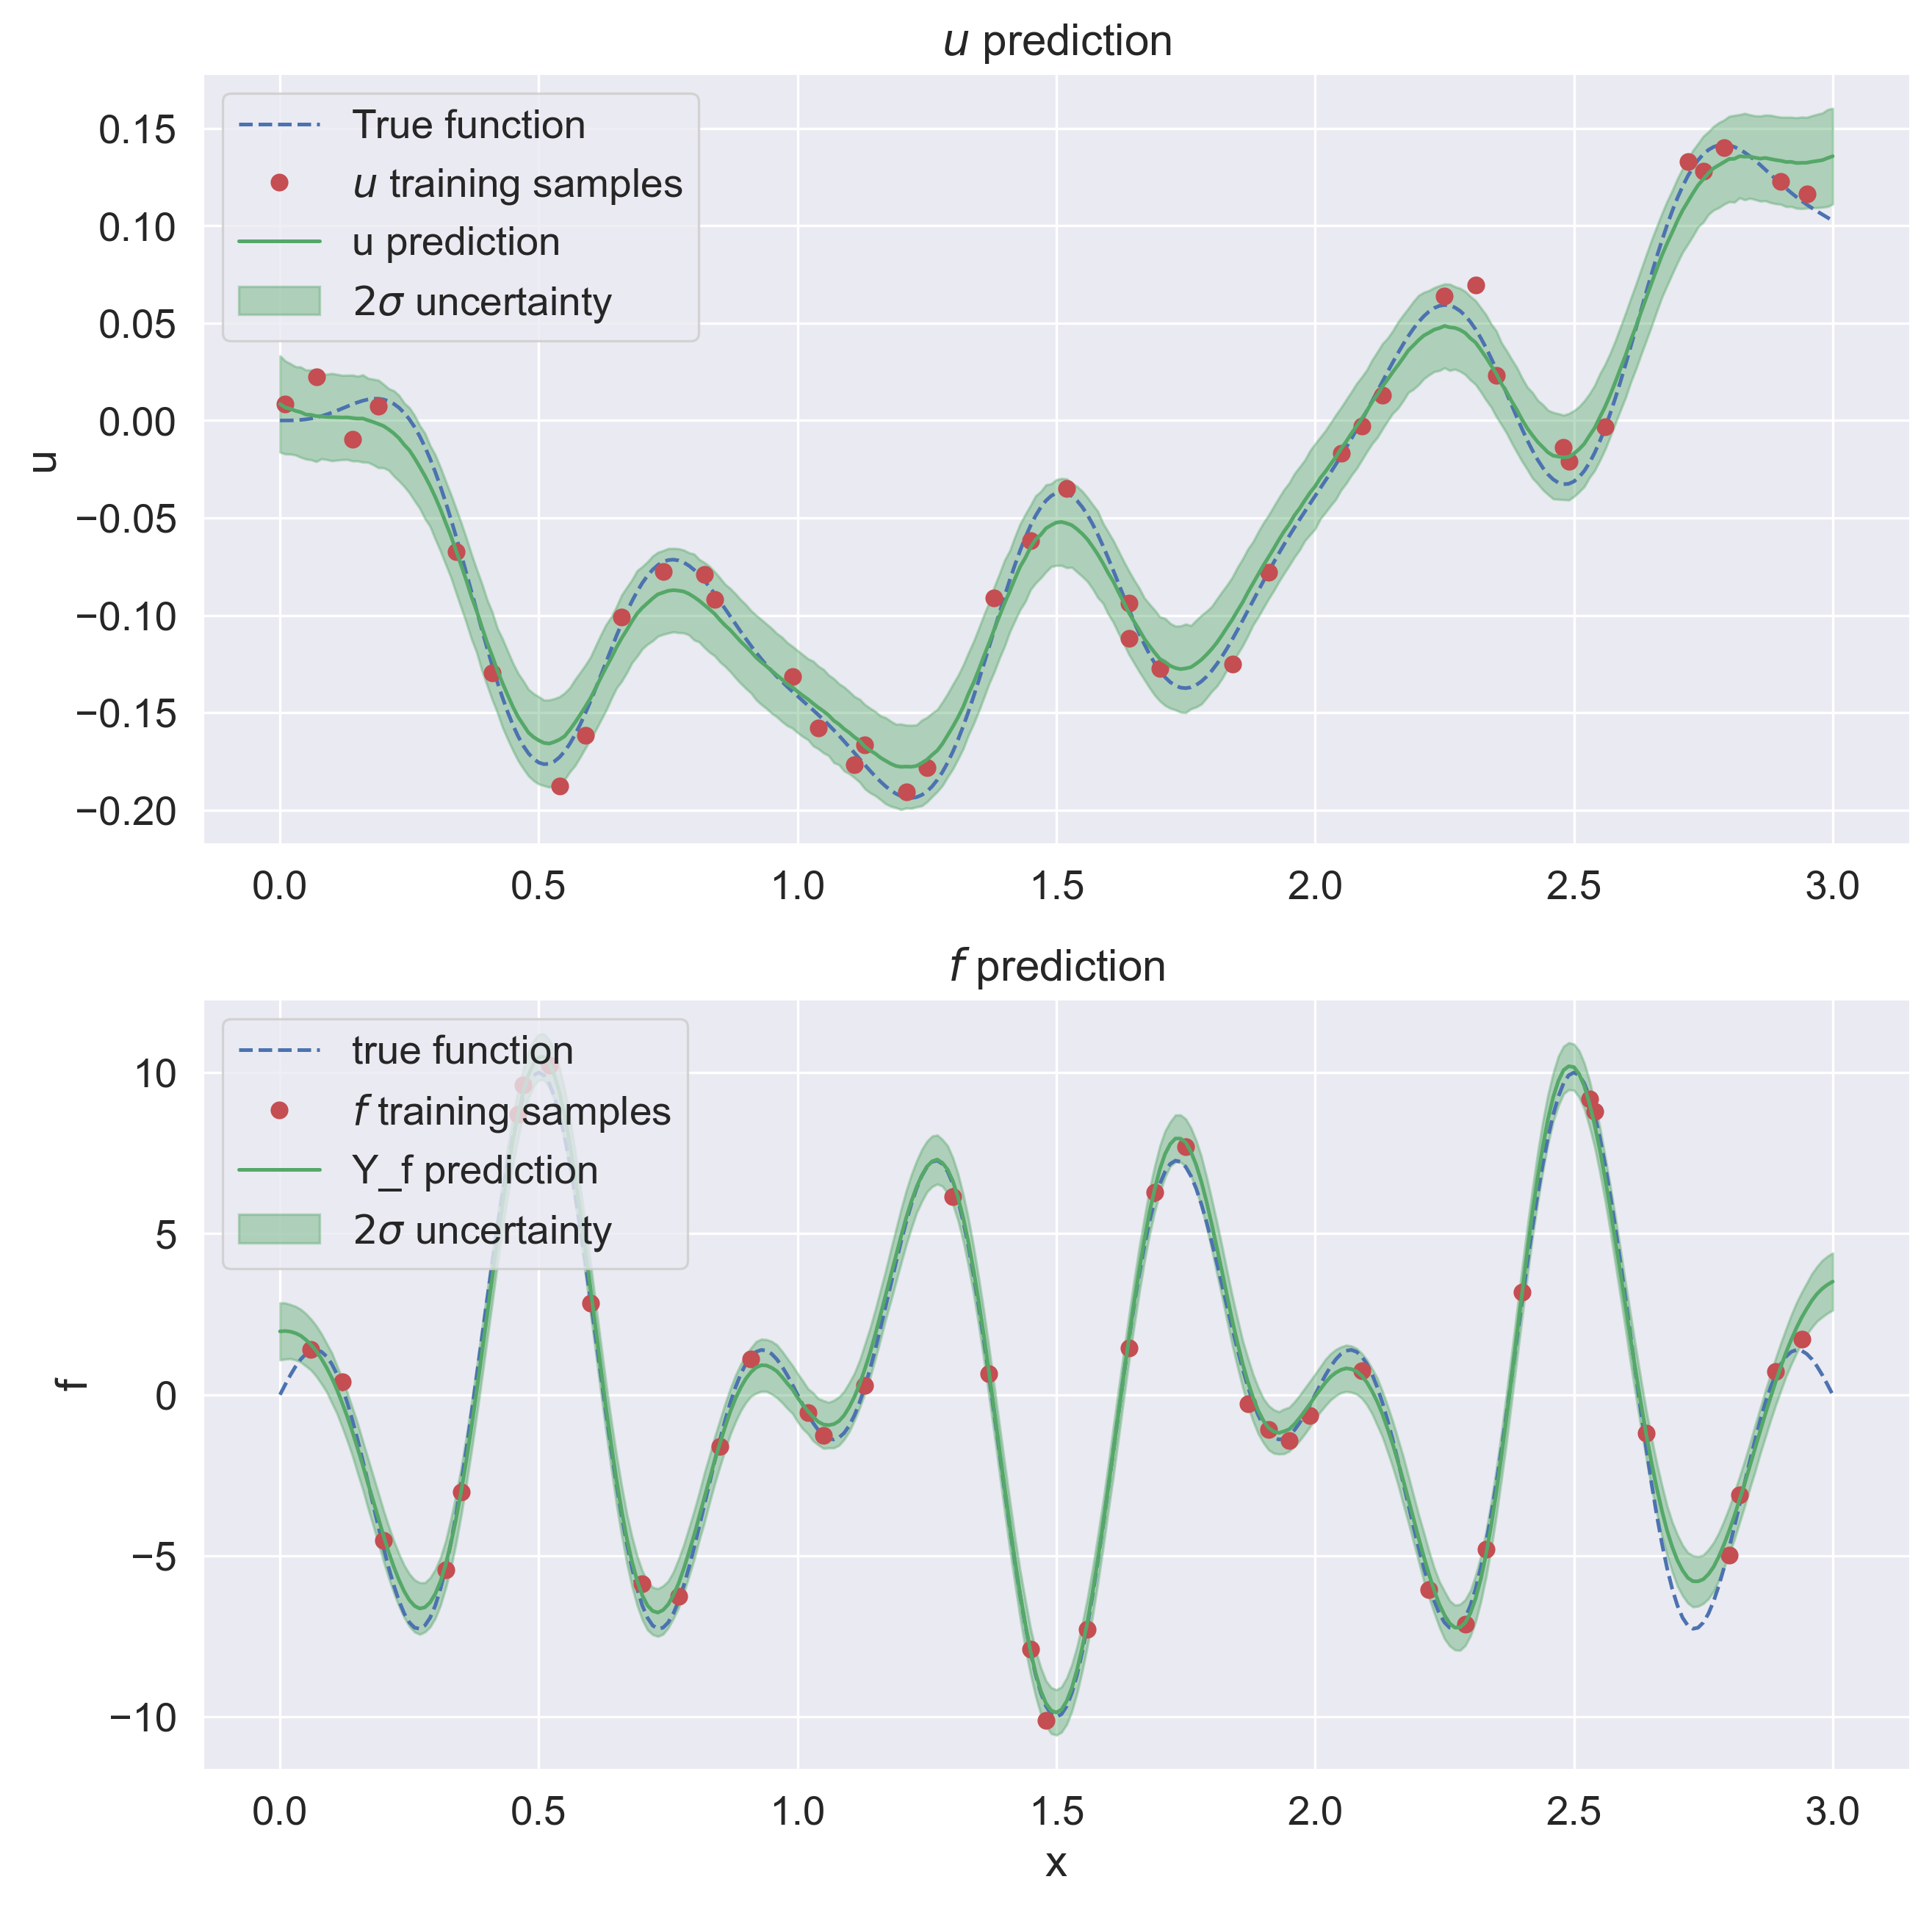 u prediction
True function
u training samples
u prediction
2σ uncertainty
0.15
0.10
0.05
0.00
−0.05
−0.10
−0.15
−0.20
u
0.0 0.5 1.0 1.5 2.0 2.5 3.0
f prediction
true function
f training samples
Y_f prediction
2σ uncertainty
10
5
0
−5
−10
f
0.0 0.5 1.0 1.5 2.0 2.5 3.0
x